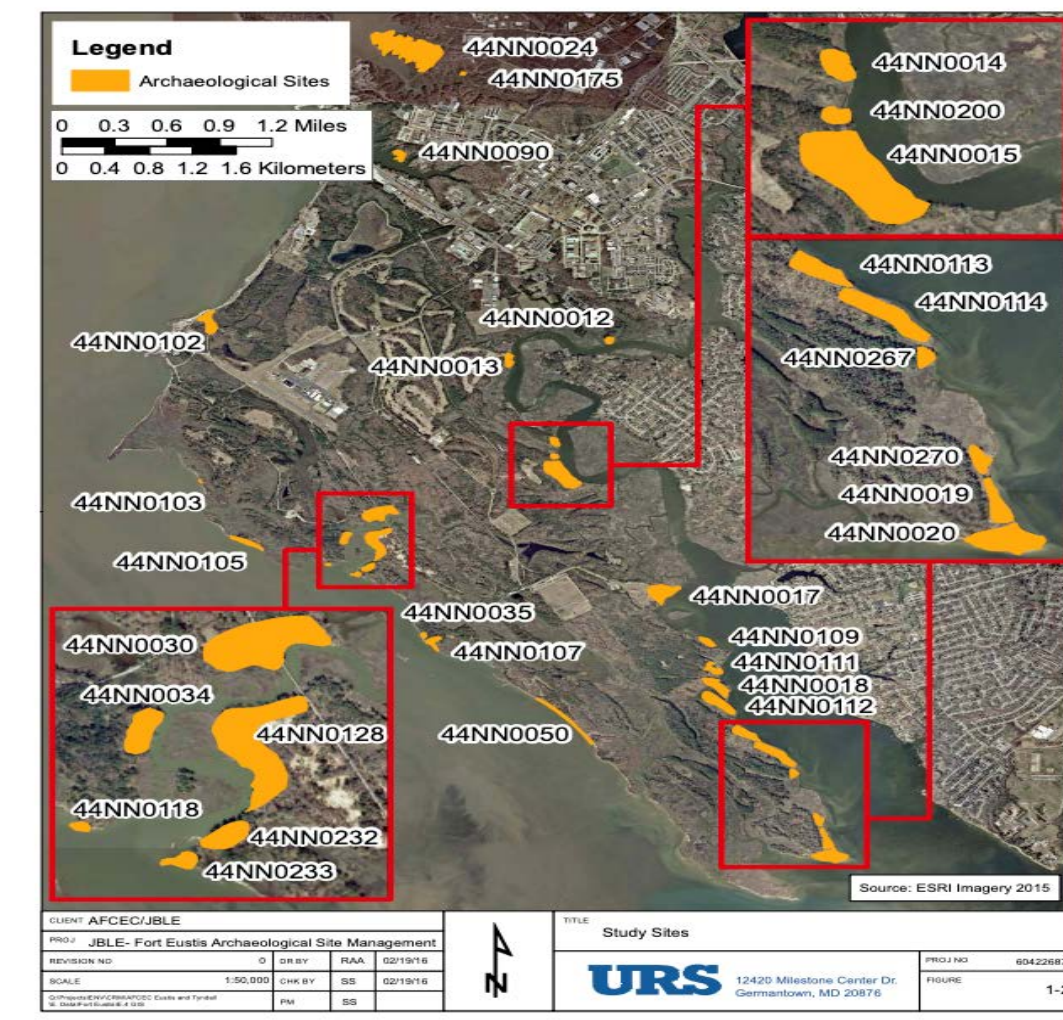 Legend
Archaeological Sites
0 0.3 0.6 0.9 1.2 Miles
0 0.4 0.8 1.2 1.6 Kilometers
44NN0024
44NN0175
44NN0090
44NN0102
44NN0012
44NN0013
44NN0103
44NN0105
44NN0035
44NN0107
44NN0050
44NN0017
44NN0109
44NN0111
44NN0018
44NN0112
44NN0014
44NN0200
44NN0015
44NN0113
44NN0114
44NN0267
44NN0270
44NN0019
44NN0020
44NN0030
44NN0034
44NN0128
44NN0118
44NN0232
44NN0233
Source: ESRI Imagery 2015
CLIENT AFCEC/JBLE
PROJ JBLE- Fort Eustis Archaeological Site Management
REVISION NO 0 DR BY RAA 02/19/16
SCALE 1:50,000 CHK BY SS 02/19/16
PM SS
N
TITLE
Study Sites
URS
12420 Milestone Center Dr.
Germantown, MD 20876
PROJ NO
FIGURE